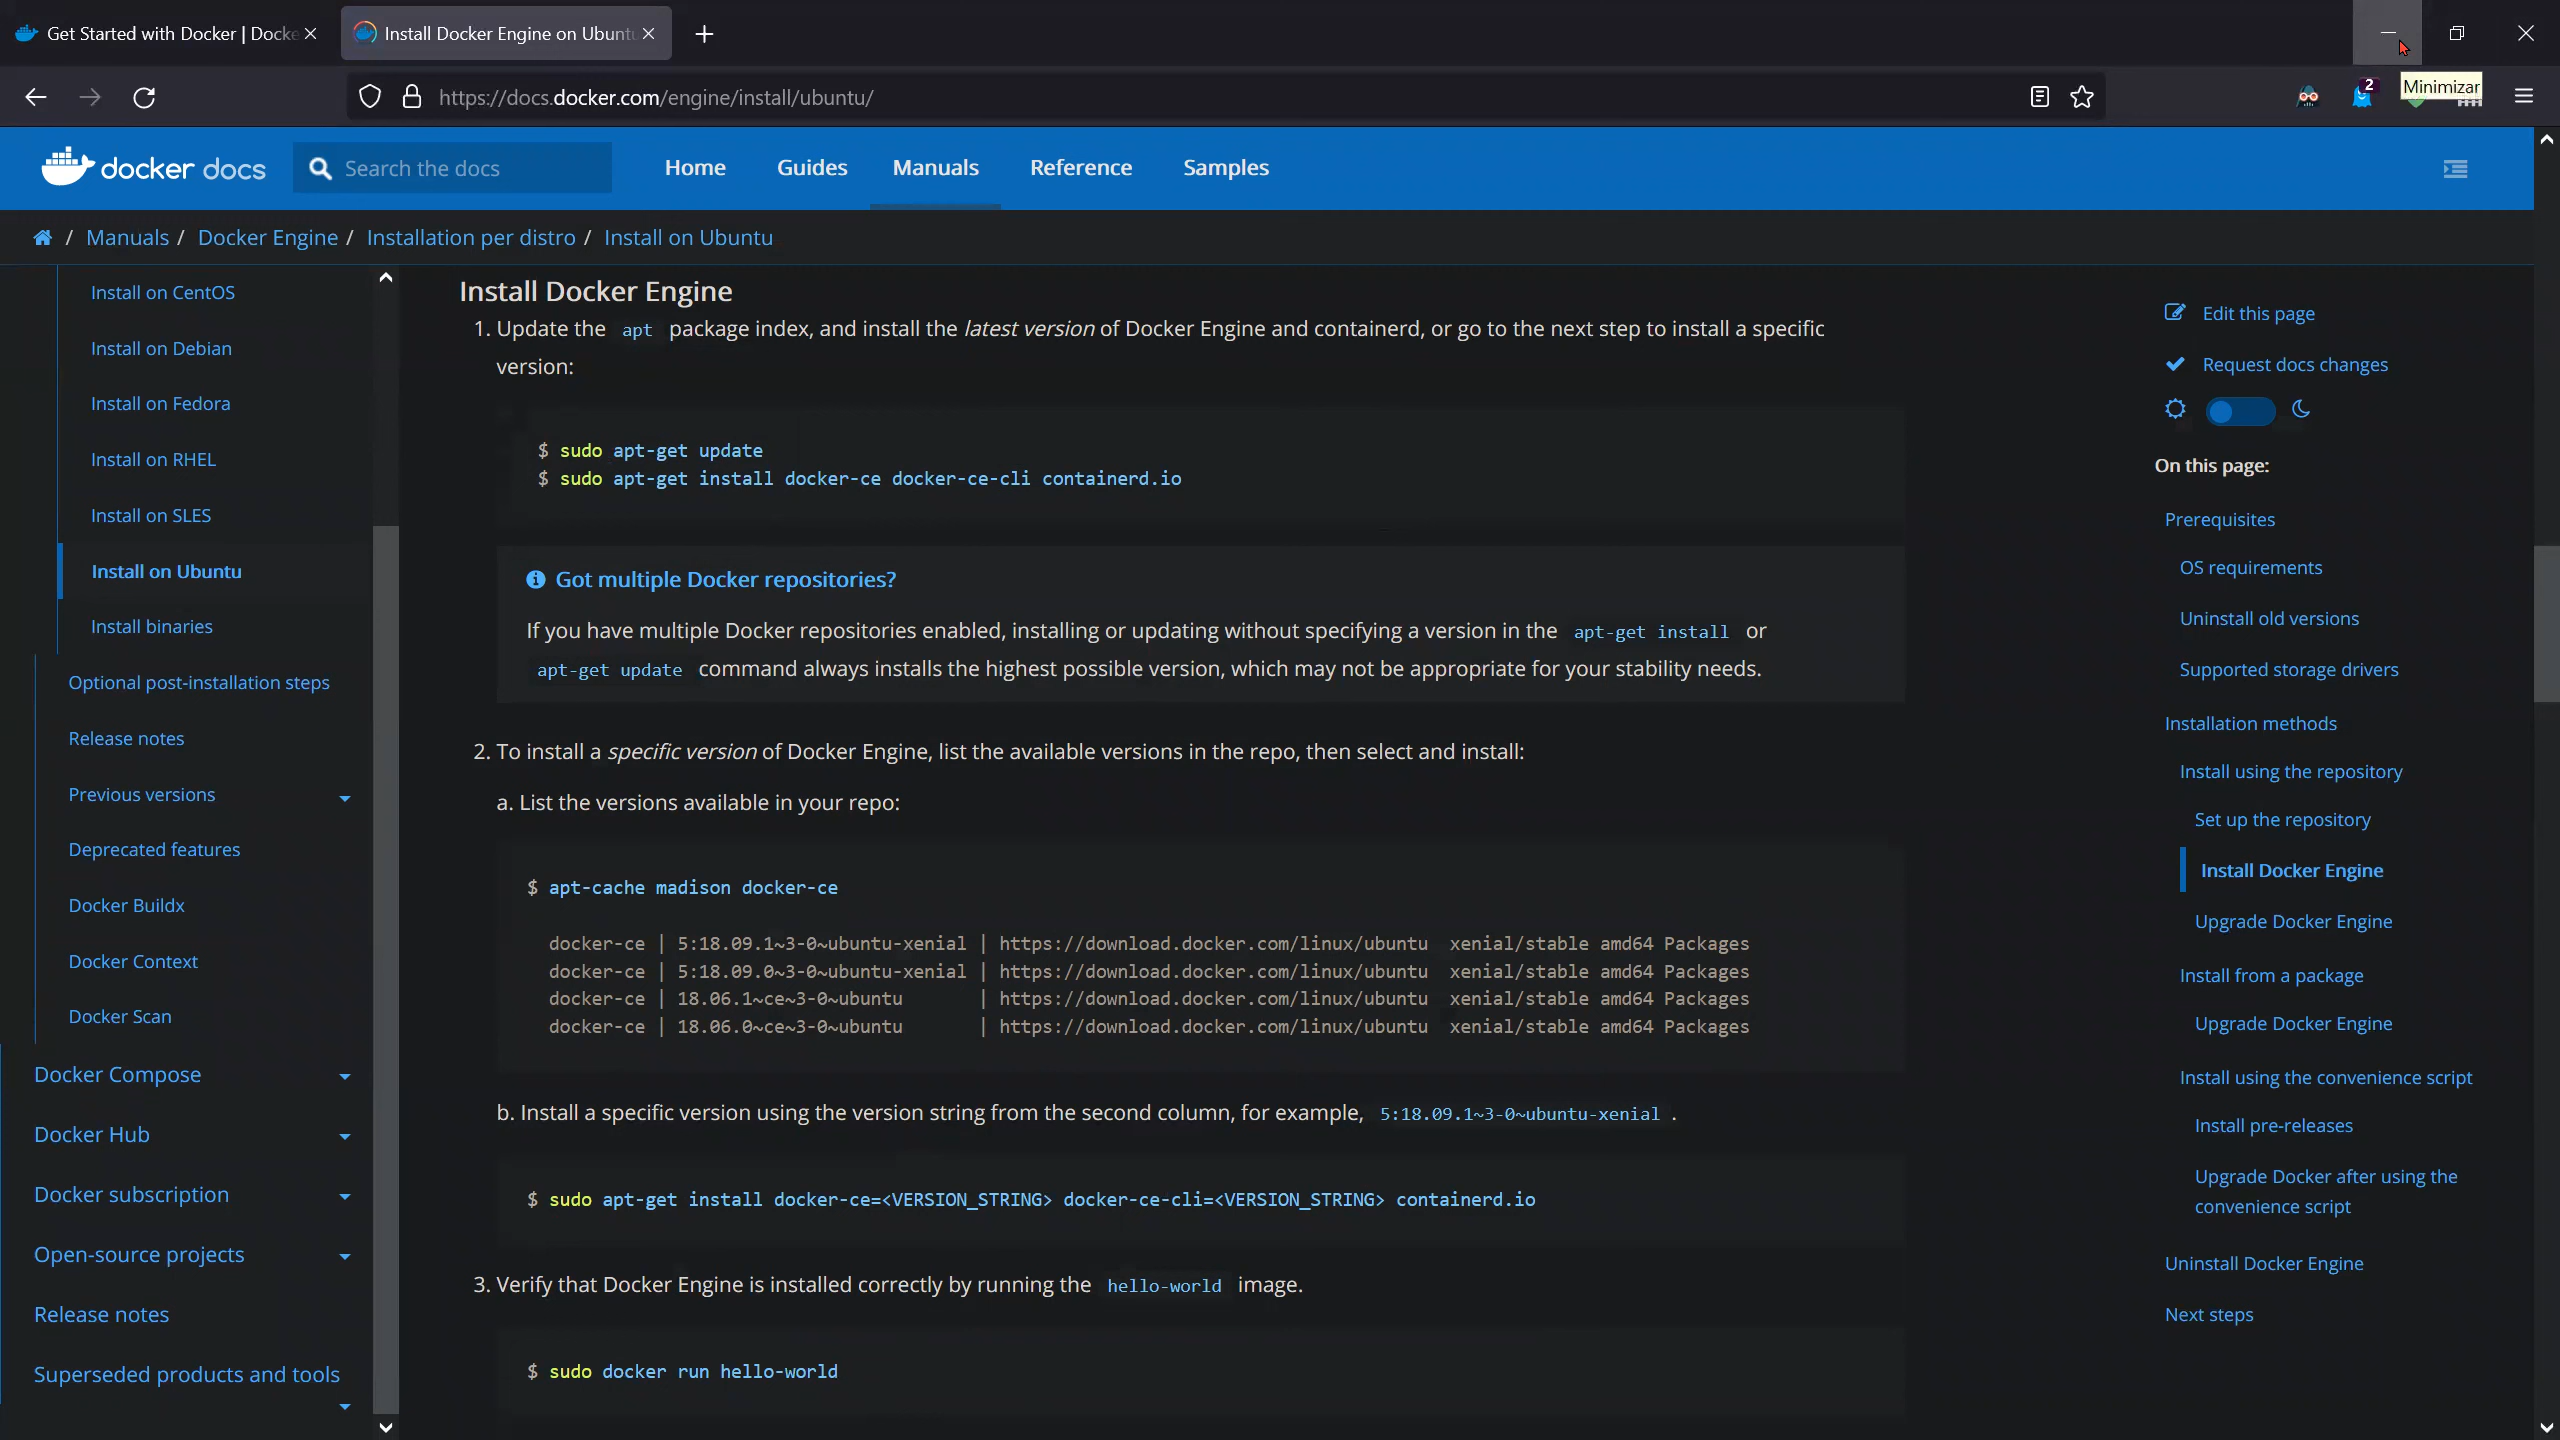 Get Started with Docker | Docke
Install Docker Engine on Ubunt
https://docs.docker.com/engine/install/ubuntu/
2
Minimizar
docker docs
Search the docs
Home
Guides
Manuals
Reference
Samples
/ Manuals / Docker Engine / Installation per distro / Install on Ubuntu
Install on CentOS
Install on Debian
Install on Fedora
Install on RHEL
Install on SLES
Install on Ubuntu
Install binaries
Optional post-installation steps
Release notes
Previous versions
Deprecated features
Docker Buildx
Docker Context
Docker Scan
Docker Compose
Docker Hub
Docker subscription
Open-source projects
Release notes
Superseded products and tools
Install Docker Engine
1. Update the apt package index, and install the latest version of Docker Engine and containerd, or go to the next step to install a specific
version:
$ sudo apt-get update
$ sudo apt-get install docker-ce docker-ce-cli containerd.io
Got multiple Docker repositories?
If you have multiple Docker repositories enabled, installing or updating without specifying a version in the apt-get install or
apt-get update command always installs the highest possible version, which may not be appropriate for your stability needs.
2. To install a specific version of Docker Engine, list the available versions in the repo, then select and install:
a. List the versions available in your repo:
$ apt-cache madison docker-ce
docker-ce | 5:18.09.1~3-0~ubuntu-xenial | https://download.docker.com/linux/ubuntu xenial/stable amd64 Packages
docker-ce | 5:18.09.0~3-0~ubuntu-xenial | https://download.docker.com/linux/ubuntu xenial/stable amd64 Packages
docker-ce | 18.06.1~ce~3-0~ubuntu | https://download.docker.com/linux/ubuntu xenial/stable amd64 Packages
docker-ce | 18.06.0~ce~3-0~ubuntu | https://download.docker.com/linux/ubuntu xenial/stable amd64 Packages
b. Install a specific version using the version string from the second column, for example, 5:18.09.1~3-0~ubuntu-xenial .
$ sudo apt-get install docker-ce=<VERSION_STRING> docker-ce-cli=<VERSION_STRING> containerd.io
3. Verify that Docker Engine is installed correctly by running the hello-world image.
$ sudo docker run hello-world
Edit this page
Request docs changes
On this page:
Prerequisites
OS requirements
Uninstall old versions
Supported storage drivers
Installation methods
Install using the repository
Set up the repository
Install Docker Engine
Upgrade Docker Engine
Install from a package
Upgrade Docker Engine
Install using the convenience script
Install pre-releases
Upgrade Docker after using the
convenience script
Uninstall Docker Engine
Next steps